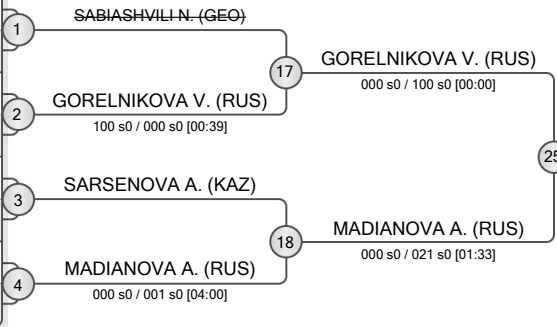 1
SABIASHVILI N. (GEO)
17
GORELNIKOVA V. (RUS)
000 s0 / 100 s0 [00:00]
2
GORELNIKOVA V. (RUS)
100 s0 / 000 s0 [00:39]
25
3
SARSENOVA A. (KAZ)
18
MADIANOVA A. (RUS)
000 s0 / 021 s0 [01:33]
4
MADIANOVA A. (RUS)
000 s0 / 001 s0 [04:00]